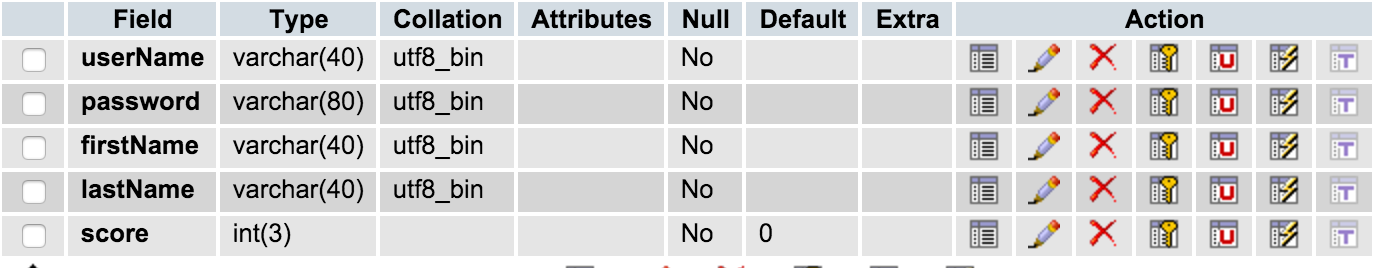 Field Type Collation Attributes Null Default Extra Action
userName varchar(40) utf8_bin No
password varchar(80) utf8_bin No
firstName varchar(40) utf8_bin No
lastName varchar(40) utf8_bin No
score int(3) No 0